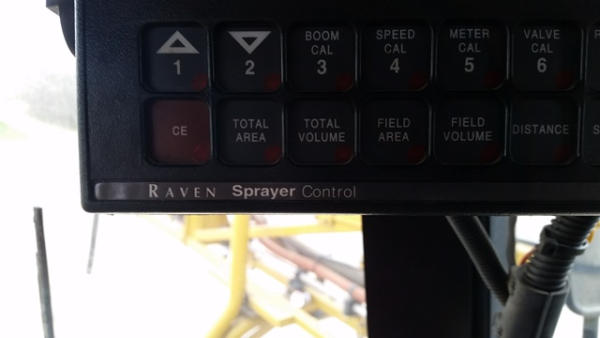 1 2 BOOM CAL 3 SPEED CAL 4 METER CAL 5 VALVE CAL 6
CE TOTAL AREA TOTAL VOLUME FIELD AREA FIELD VOLUME DISTANCE
RAVEN Sprayer Control